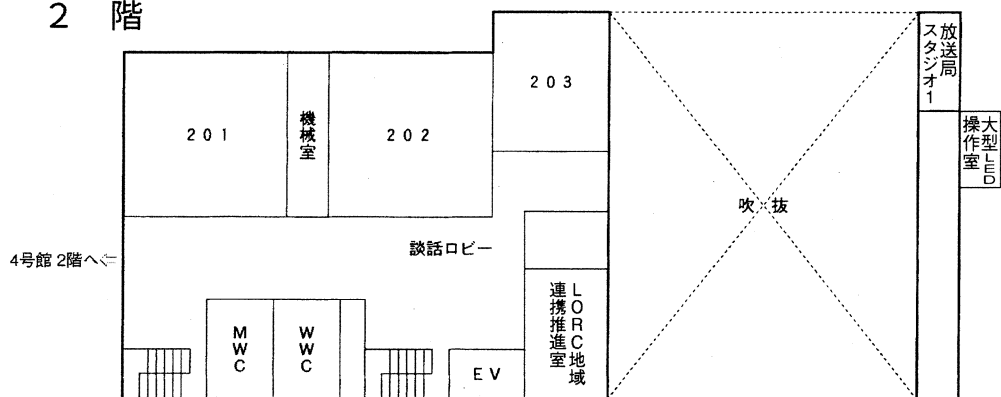 2 階
放送局
スタジオ1
203
機械室
201
202
大型LED
操作室
吹 抜
談話ロビー
4号館 2階へ⇦
LORC地域
連携推進室
MWC
WWC
EV